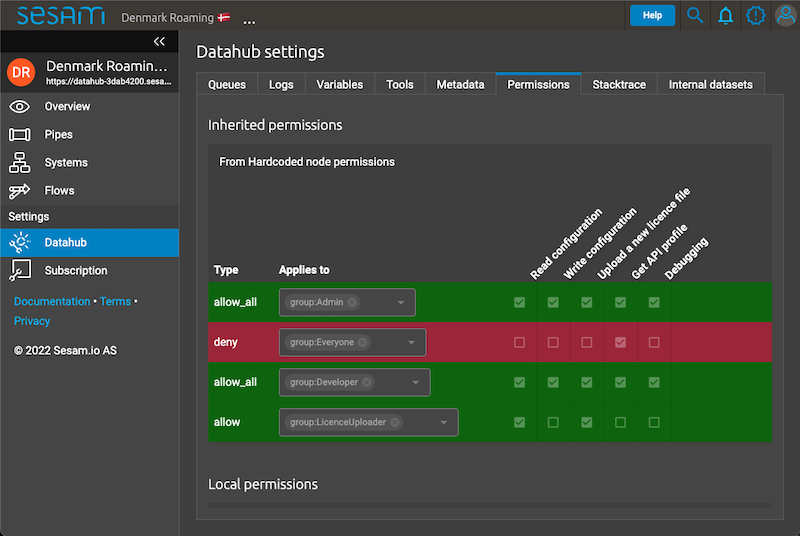 sesam
Denmark Roaming 🇩🇰 ...
Help
DR
Denmark Roamin...
https://datahub-3dab4200.sesa...
Overview
Pipes
Systems
Flows
Settings
Datahub
Subscription
Documentation • Terms •
Privacy
© 2022 Sesam.io AS
Datahub settings
Queues Logs Variables Tools Metadata Permissions Stacktrace Internal datasets
Inherited permissions
From Hardcoded node permissions
Type Applies to Read configuration Write configuration Upload a new licence file Get API profile Debugging
allow_all group:Admin
deny group:Everyone
allow_all group:Developer
allow group:LicenceUploader
Local permissions